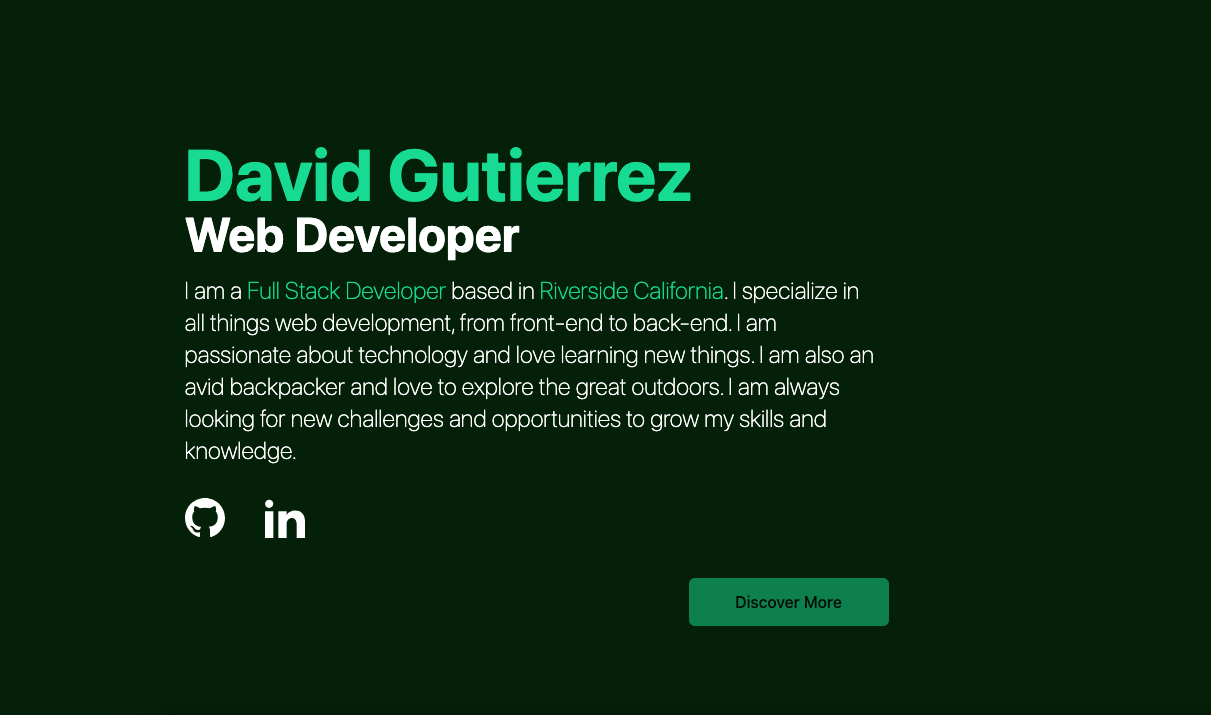 David Gutierrez
Web Developer
I am a Full Stack Developer based in Riverside California. I specialize in
all things web development, from front-end to back-end. I am
passionate about technology and love learning new things. I am also an
avid backpacker and love to explore the great outdoors. I am always
looking for new challenges and opportunities to grow my skills and
knowledge.
in
Discover More